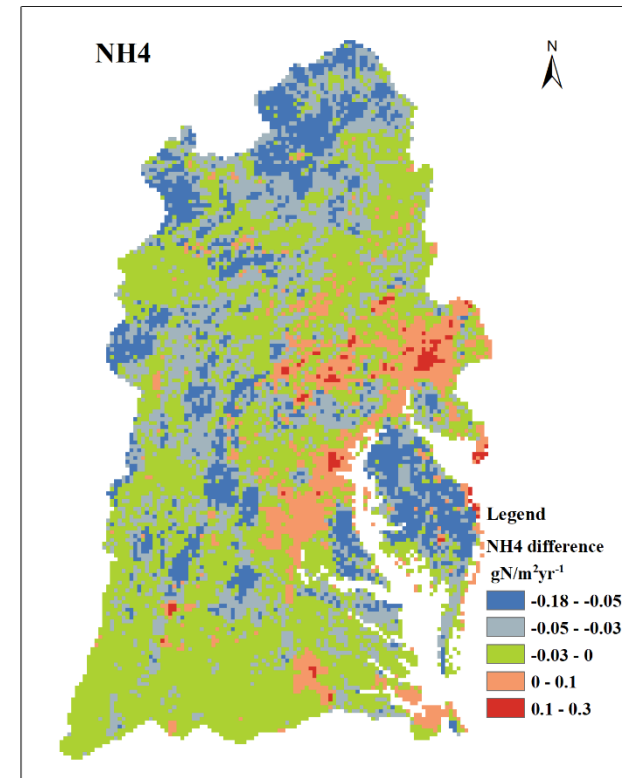 NH4
N
Legend
NH4 difference
gN/m²yr⁻¹
-0.18 - -0.05
-0.05 - -0.03
-0.03 - 0
0 - 0.1
0.1 - 0.3